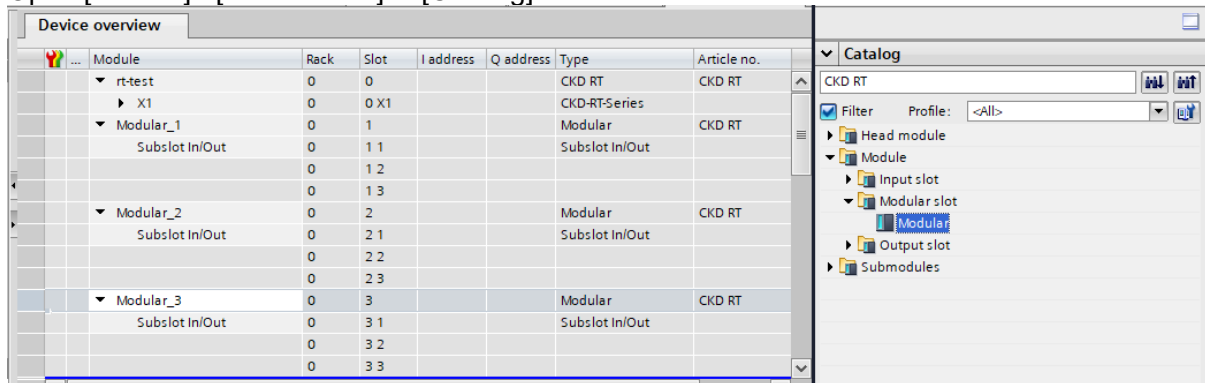 Device overview
... Module Rack Slot I address Q address Type Article no.
rt-test 0 0 CKD RT CKD RT
X1 0 0 X1 CKD-RT-Series
Modular_1 0 1 Modular CKD RT
Subslot In/Out 0 1 1 Subslot In/Out
0 1 2
0 1 3
Modular_2 0 2 Modular CKD RT
Subslot In/Out 0 2 1 Subslot In/Out
0 2 2
0 2 3
Modular_3 0 3 Modular CKD RT
Subslot In/Out 0 3 1 Subslot In/Out
0 3 2
0 3 3
Catalog
CKD RT
Filter Profile: <All>
Head module
Module
Input slot
Modular slot
Modular
Output slot
Submodules